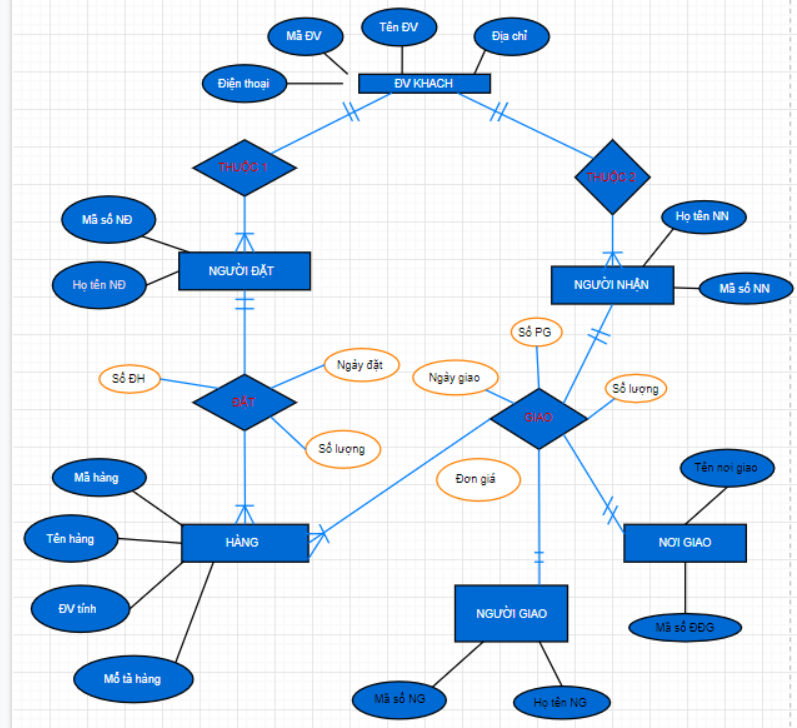 Mã ĐV
Tên ĐV
Địa chỉ
Điện thoại
ĐV KHACH
THUỘC 1
THUỘC 2
Mã số NĐ
Họ tên NN
Họ tên NĐ
NGƯỜI ĐẶT
NGƯỜI NHẬN
Mã số NN
Số PG
Ngày đặt
Ngày giao
Số ĐH
Số lượng
ĐẶT
GIAO
Số lượng
Đơn giá
Mã hàng
Tên nơi giao
Tên hàng
HÀNG
NƠI GIAO
ĐV tính
NGƯỜI GIAO
Mã số ĐĐG
Mổ tả hàng
Mã số NG
Họ tên NG